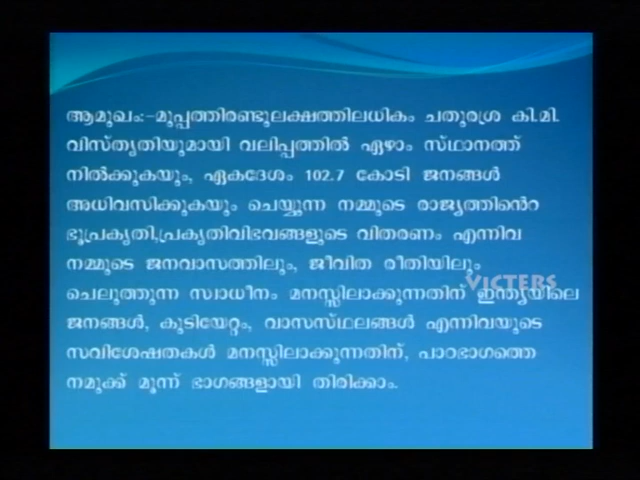 ആമുഖം:-മൂപ്പത്തിരണ്ടുലക്ഷത്തിലധികം ചതുരശ്ര കി.മി.
വിസ്തൃതിയുമായി വലിപ്പത്തിൽ ഏഴാം സ്ഥാനത്ത്
നിൽക്കുകയും, ഏകദേശം 102.7 കോടി ജനങ്ങൾ
അധിവസിക്കുകയും ചെയ്യുന്ന നമ്മുടെ രാജ്യത്തിൻെറ
ഭൂപ്രകൃതി,പ്രകൃതിവിഭവങ്ങളുടെ വിതരണം എന്നിവ
നമ്മുടെ ജനവാസത്തിലും, ജീവിത രീതിയിലും
VICTERS
ചെലുത്തുന്ന സ്വാധീനം മനസ്സിലാക്കുന്നതിന് ഇന്ത്യയിലെ
ജനങ്ങൾ, കുടിയേറ്റം, വാസസ്ഥലങ്ങൾ എന്നിവയുടെ
സവിശേഷതകൾ മനസ്സിലാക്കുന്നതിന്, പാഠഭാഗത്തെ
നമുക്ക് മൂന്ന് ഭാഗങ്ങളായി തിരിക്കാം.